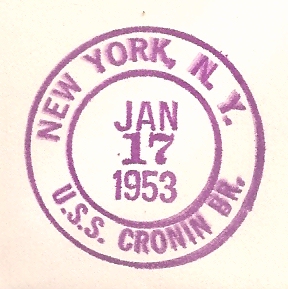 NEW YORK, N.Y.
JAN
17
1953
U.S.S. CRONIN BR.